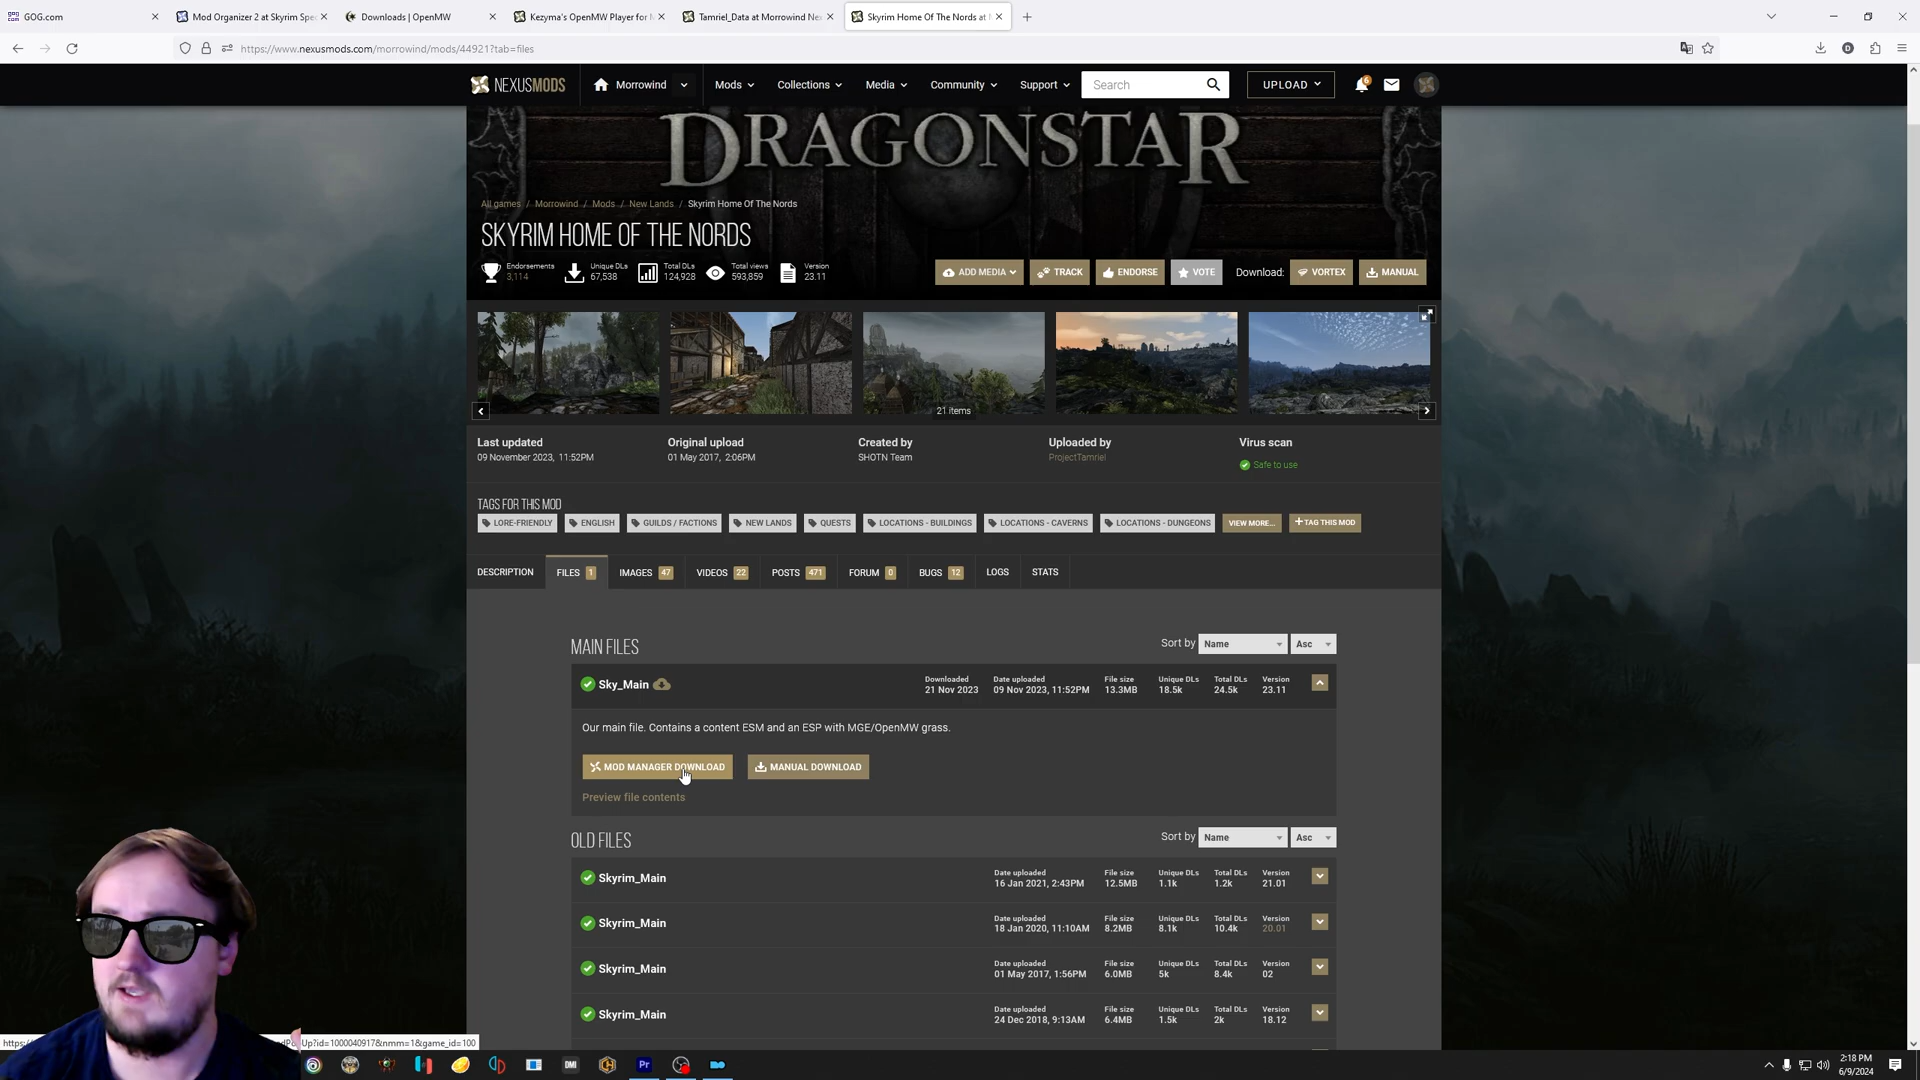 GOG.com
Mod Organizer 2 at Skyrim Spec
Downloads | OpenMW
Kezyma's OpenMW Player for M
Tamriel_Data at Morrowind Nex
Skyrim Home Of The Nords at M
https://www.nexusmods.com/morrowind/mods/44921?tab=files
NEXUSMODS
Morrowind
Mods
Collections
Media
Community
Support
Search
UPLOAD
6
DRAGONSTAR
All games / Morrowind / Mods / New Lands / Skyrim Home Of The Nords
SKYRIM HOME OF THE NORDS
Endorsements
3,114
Unique DLs
67,538
Total DLs
124,928
Total views
593,859
Version
23.11
ADD MEDIA
TRACK
ENDORSE
VOTE
Download:
VORTEX
MANUAL
21 items
Last updated
09 November 2023, 11:52PM
Original upload
01 May 2017, 2:06PM
Created by
SHOTN Team
Uploaded by
ProjectTamriel
Virus scan
Safe to use
TAGS FOR THIS MOD
LORE-FRIENDLY
ENGLISH
GUILDS / FACTIONS
NEW LANDS
QUESTS
LOCATIONS - BUILDINGS
LOCATIONS - CAVERNS
LOCATIONS - DUNGEONS
VIEW MORE...
TAG THIS MOD
DESCRIPTION
FILES 1
IMAGES 47
VIDEOS 22
POSTS 471
FORUM 0
BUGS 12
LOGS
STATS
MAIN FILES
Sort by Name Asc
Sky_Main
Downloaded
21 Nov 2023
Date uploaded
09 Nov 2023, 11:52PM
File size
13.3MB
Unique DLs
18.5k
Total DLs
24.5k
Version
23.11
Our main file. Contains a content ESM and an ESP with MGE/OpenMW grass.
MOD MANAGER DOWNLOAD
MANUAL DOWNLOAD
Preview file contents
OLD FILES
Sort by Name Asc
Skyrim_Main
Date uploaded
16 Jan 2021, 2:43PM
File size
12.5MB
Unique DLs
1.1k
Total DLs
1.2k
Version
21.01
Skyrim_Main
Date uploaded
18 Jan 2020, 11:10AM
File size
8.2MB
Unique DLs
8.1k
Total DLs
10.4k
Version
20.01
Skyrim_Main
Date uploaded
01 May 2017, 1:56PM
File size
6.0MB
Unique DLs
5k
Total DLs
8.4k
Version
02
Skyrim_Main
Date uploaded
24 Dec 2018, 9:13AM
File size
6.4MB
Unique DLs
1.5k
Total DLs
2k
Version
18.12
Up?id=1000040917&nmm=1&game_id=100
DMI
Pr
2:18 PM
6/9/2024